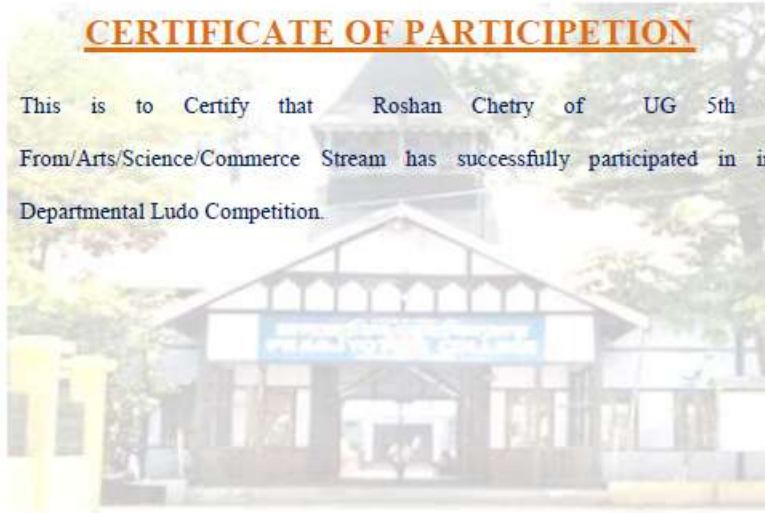 CERTIFICATE OF PARTICIPETION
This is to Certify that Roshan Chetry of UG 5th
From/Arts/Science/Commerce Stream has successfully participated in
Departmental Ludo Competition.
COLLEGE